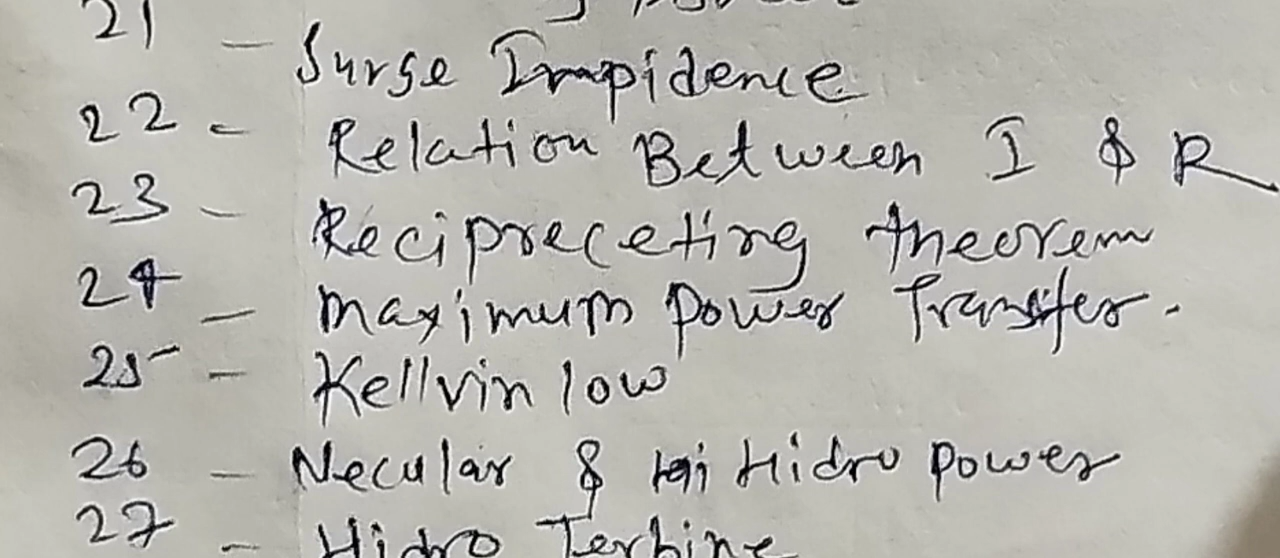 21 - Surge Impidence
22 - Relation Between I & R
23 - Recipreceting theorem
24 - maximum power Transfer.
25 - Kellvin low
26 - Necular & Hidro power
27 - Hidro Terbine